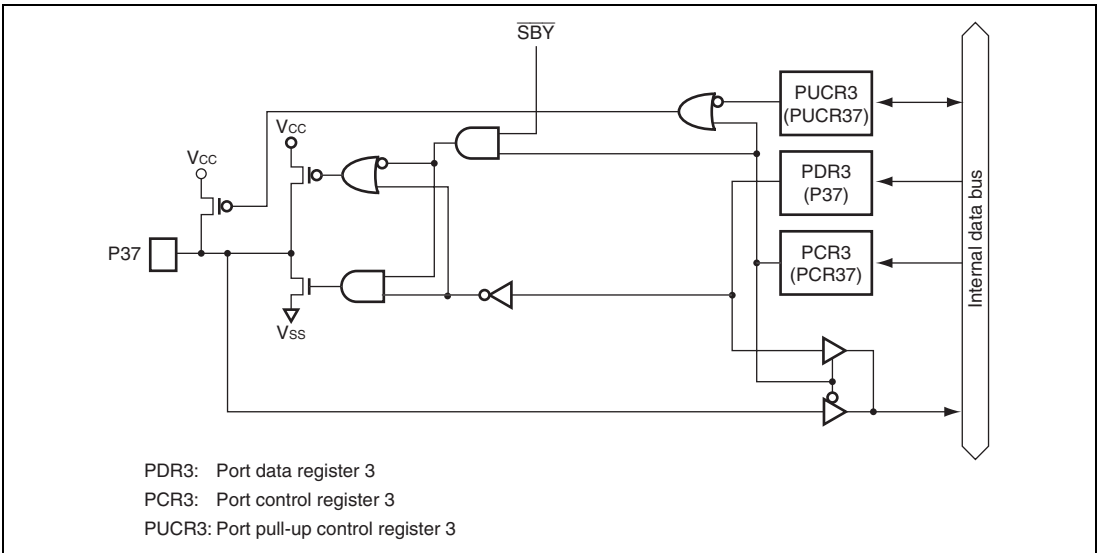 SBY
PUCR3
(PUCR37)
VCC
VCC
PDR3
(P37)
P37
PCR3
(PCR37)
Internal data bus
VSS
PDR3: Port data register 3
PCR3: Port control register 3
PUCR3: Port pull-up control register 3